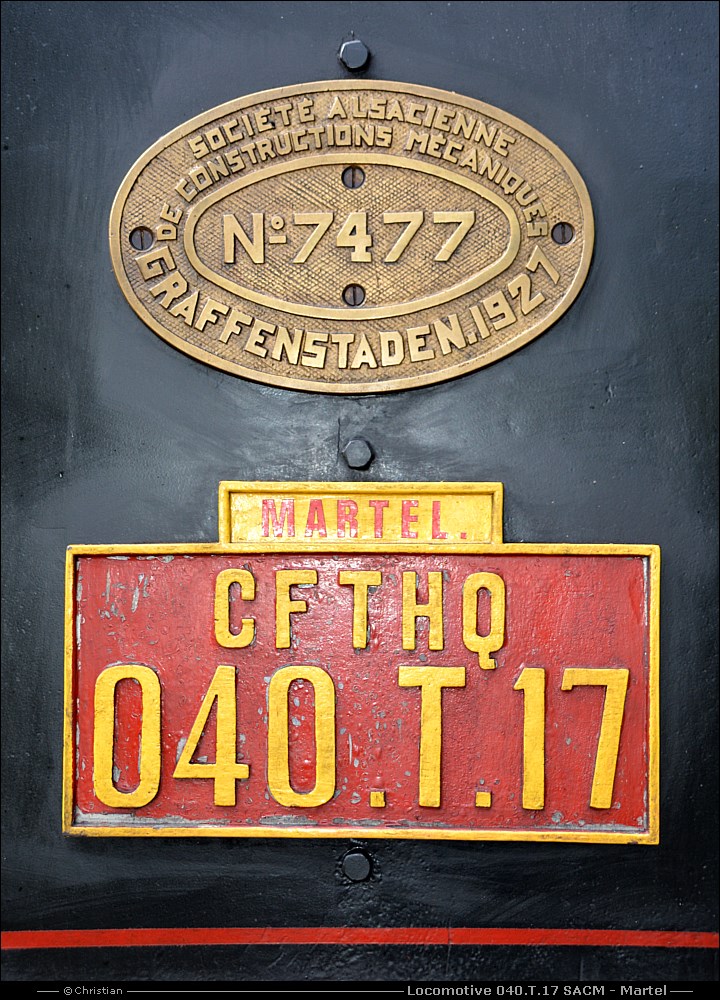 SOCIÉTÉ ALSACIENNE
DE CONSTRUCTIONS MÉCANIQUES
Nº 7477
GRAFFENSTADEN.1927
MARTEL.
CFTHQ
040.T.17
©Christian
Locomotive 040.T.17 SACM - Martel